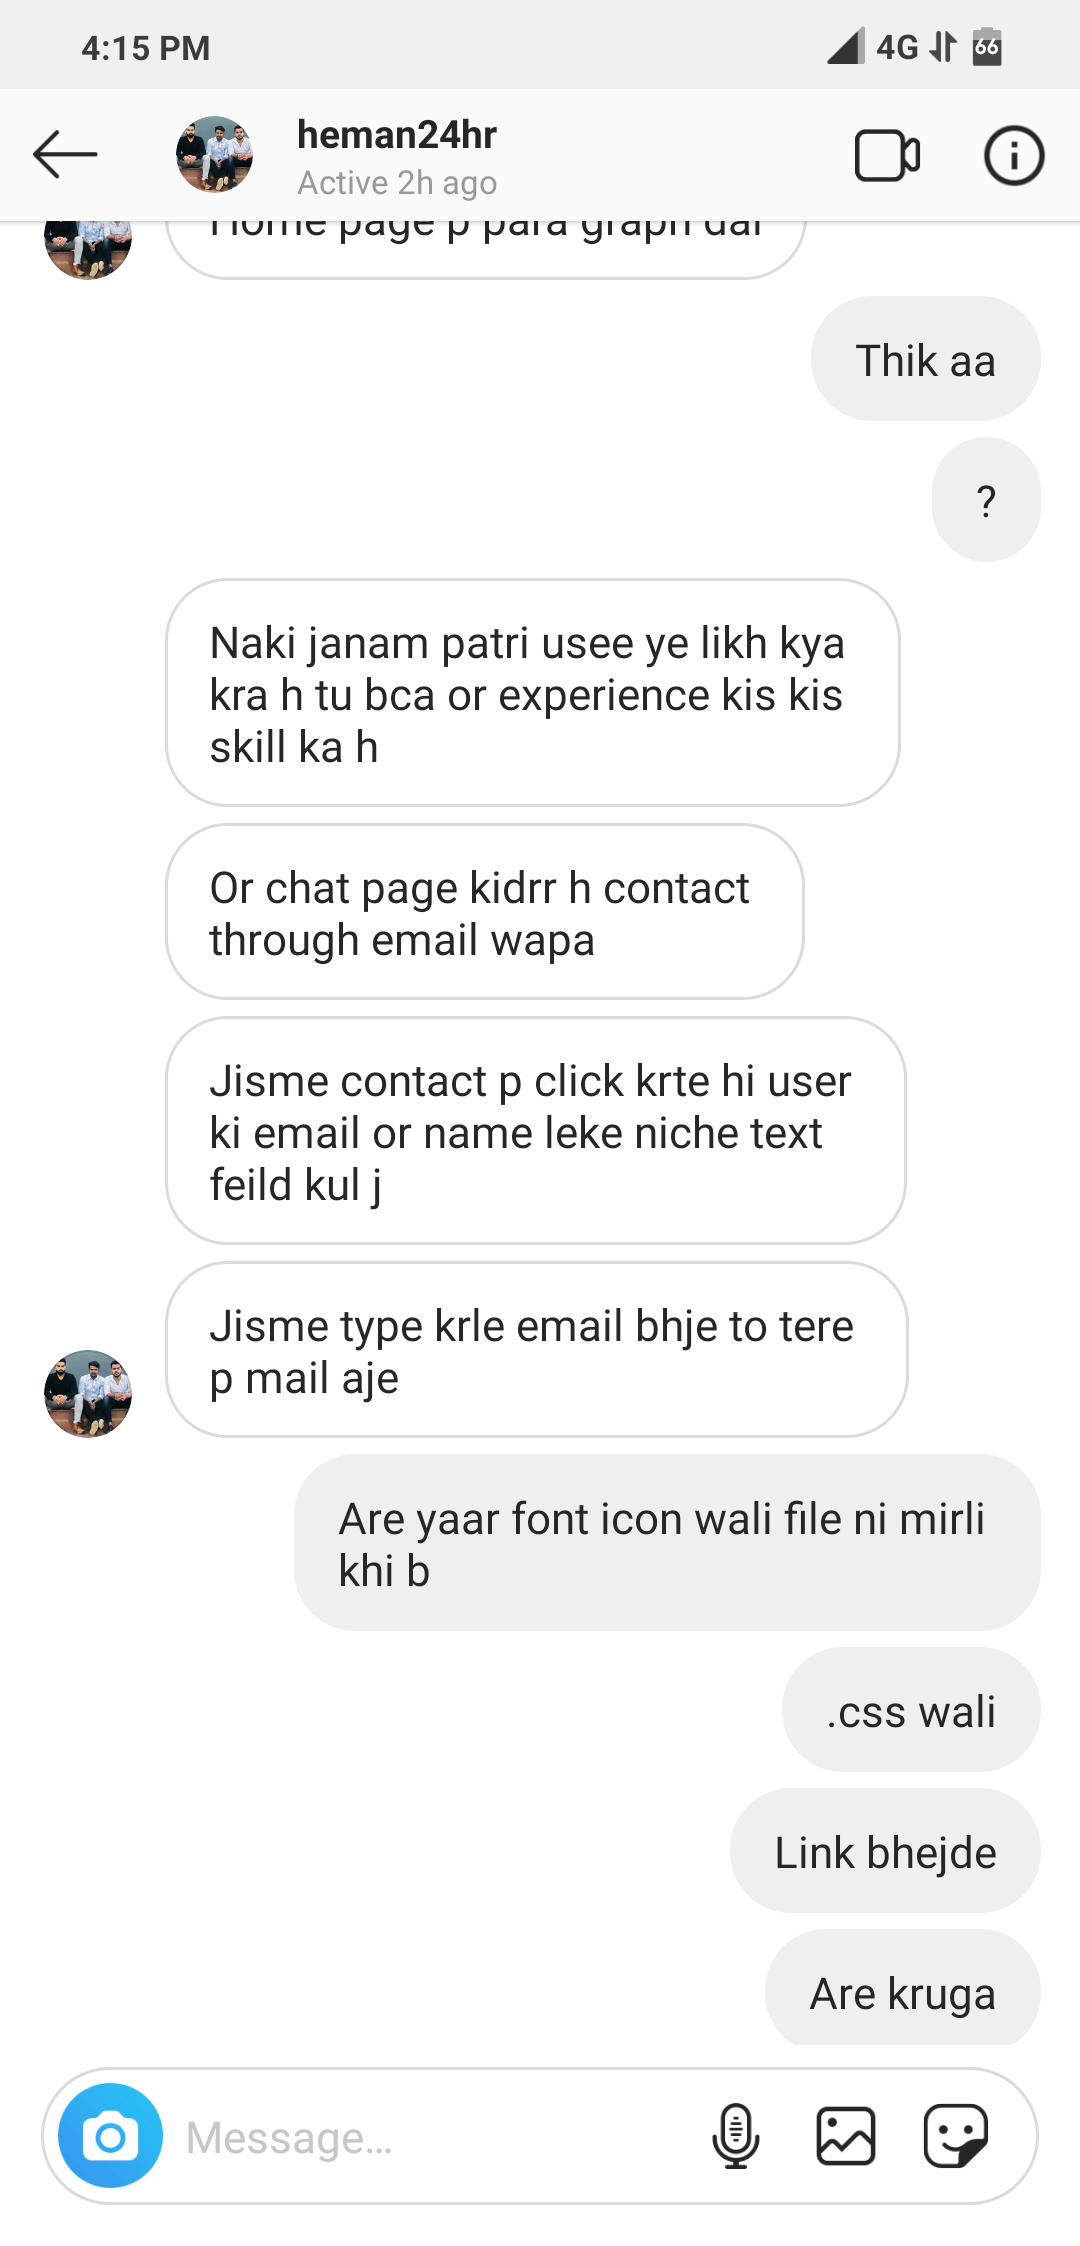 4:15 PM
4G
66
heman24hr
Active 2h ago
Home page p para graph dal
Thik aa
?
Naki janam patri usee ye likh kya
kra h tu bca or experience kis kis
skill ka h
Or chat page kidrr h contact
through email wapa
Jisme contact p click krte hi user
ki email or name leke niche text
feild kul j
Jisme type krle email bhje to tere
p mail aje
Are yaar font icon wali file ni mirli
khi b
.css wali
Link bhejde
Are kruga
Message...